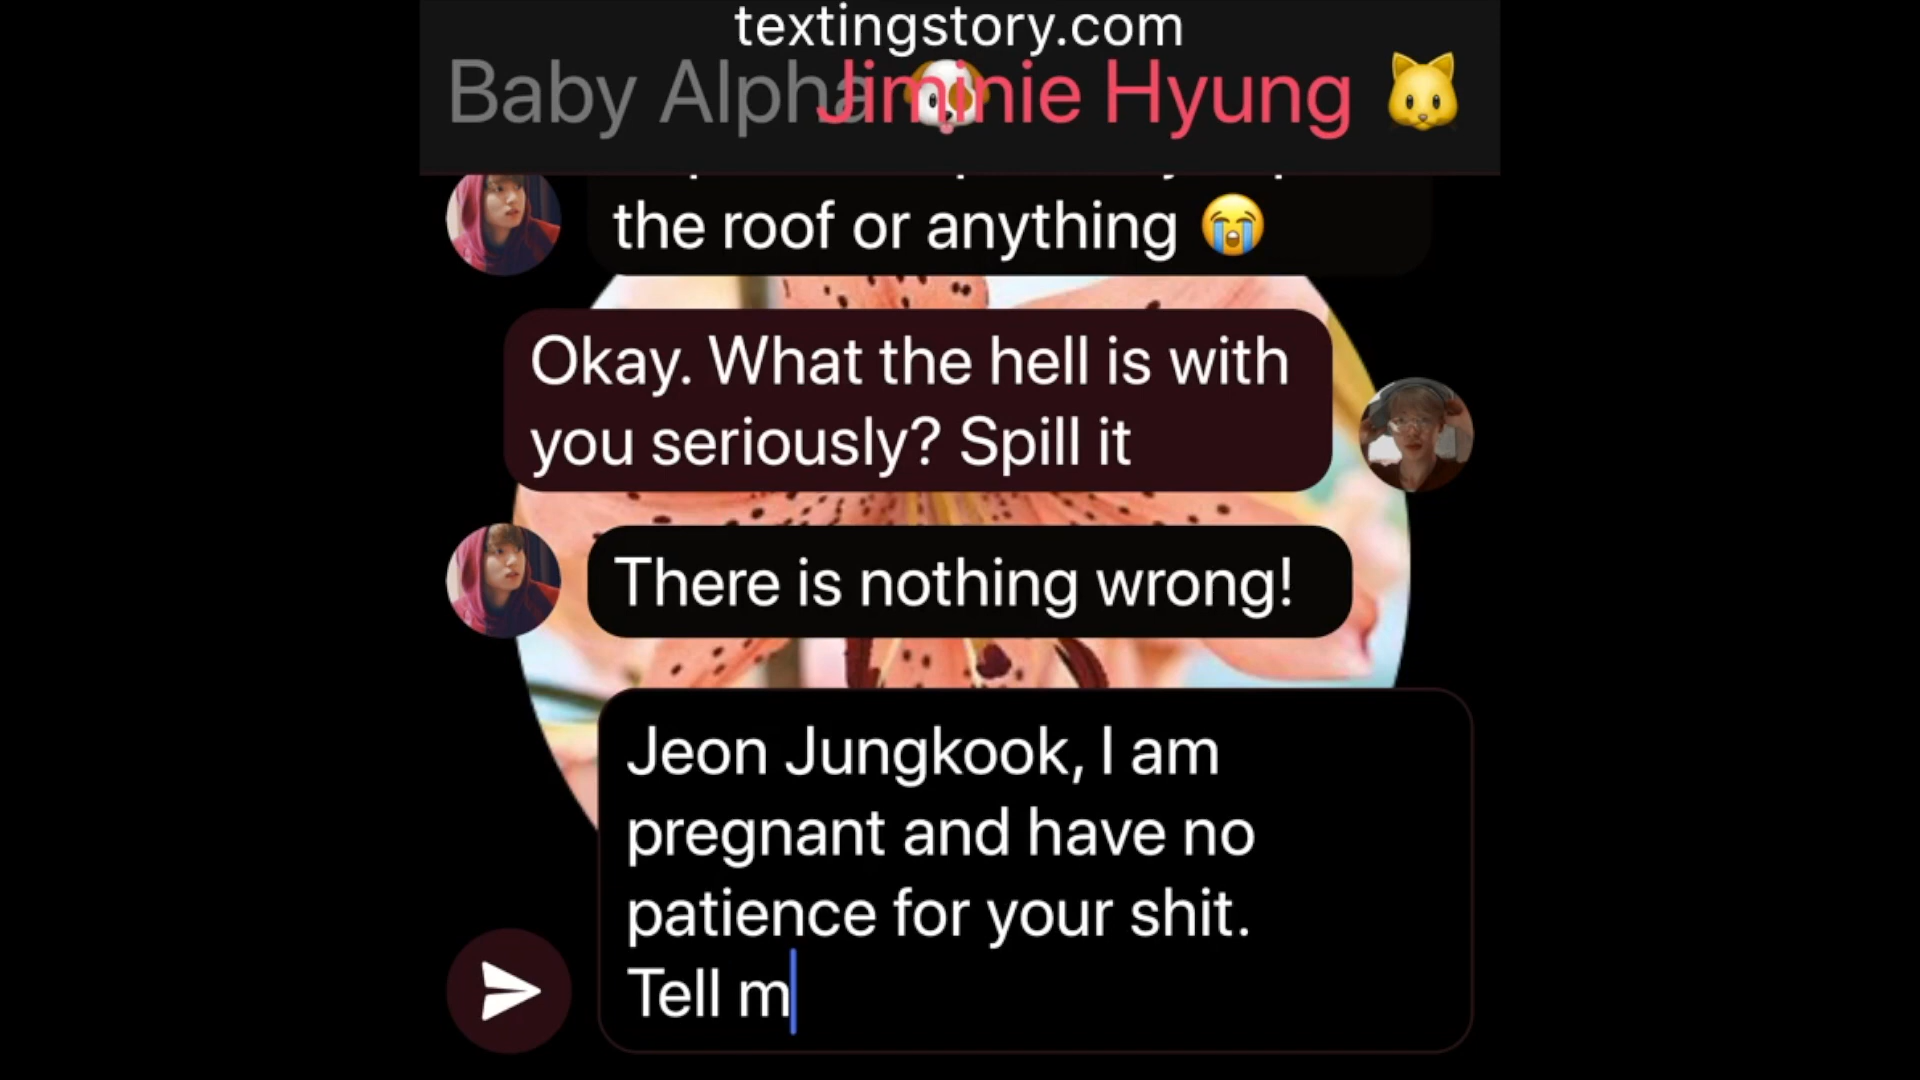 textingstory.com
Baby Alpha Jiminie Hyung
the roof or anything
Okay. What the hell is with
you seriously? Spill it
There is nothing wrong!
Jeon Jungkook, I am
pregnant and have no
patience for your shit.
Tell m